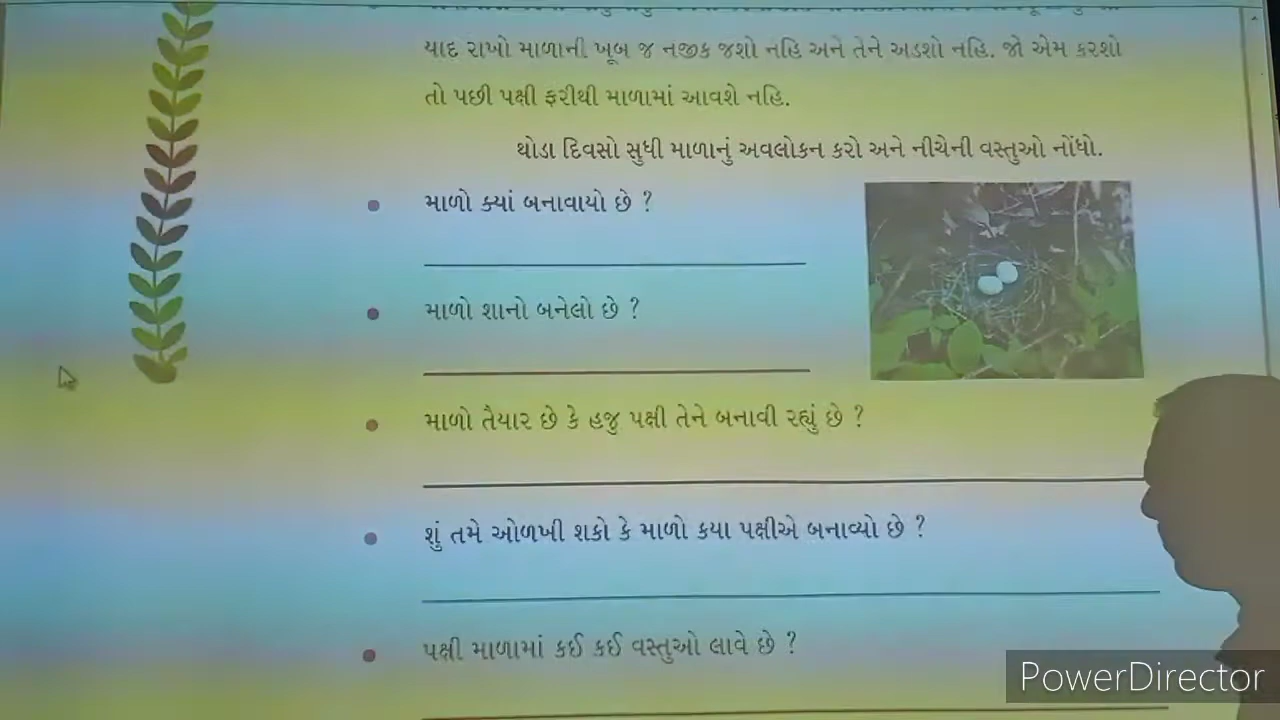 યાદ રાખો માળાની ખૂબ જ નજીક જશો નહિ અને તેને અડશો નહિ. જો એમ કરશો
તો પછી પક્ષી ફરીથી માળામાં આવશે નહિ.
થોડા દિવસો સુધી માળાનું અવલોકન કરો અને નીચેની વસ્તુઓ નોંધો.
માળો ક્યાં બનાવાયો છે ?
માળો શાનો બનેલો છે ?
માળો તૈયાર છે કે હજુ પક્ષી તેને બનાવી રહ્યું છે ?
શું તમે ઓળખી શકો કે માળો કયા પક્ષીએ બનાવ્યો છે ?
પક્ષી માળામાં કઈ કઈ વસ્તુઓ લાવે છે ?
PowerDirector